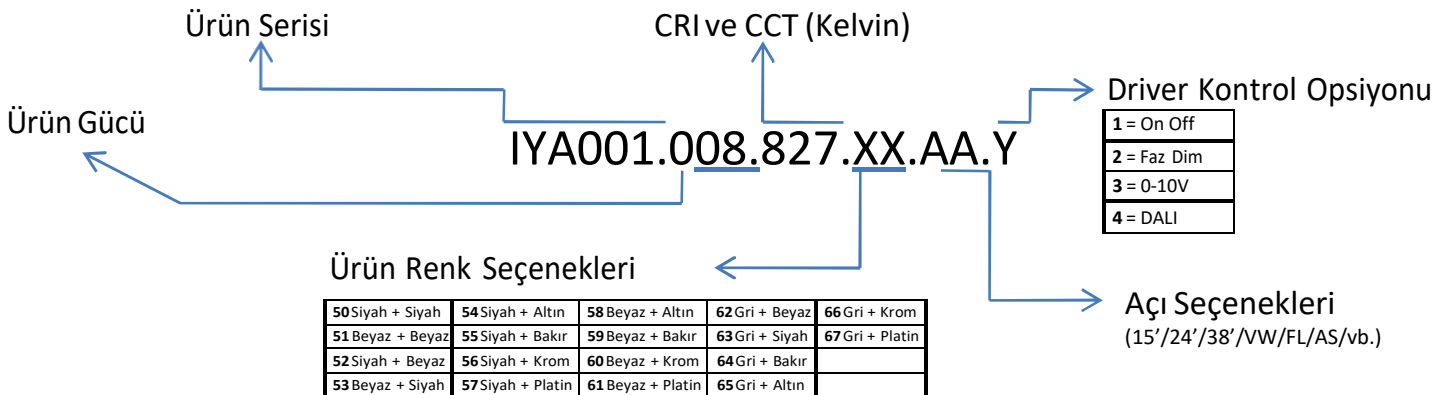 Ürün Serisi
CRI ve CCT (Kelvin)
Driver Kontrol Opsiyonu
Ürün Gücü
1 = On Off
IYA001.008.827.XX.AA.Y
2 = Faz Dim
3 = 0-10V
4 = DALI
Ürün Renk Seçenekleri
Açı Seçenekleri
(15’/24’/38’/VW/FL/AS/vb.)
50 Siyah + Siyah 54 Siyah + Altın 58 Beyaz + Altın 62 Gri + Beyaz 66 Gri + Krom
51 Beyaz + Beyaz 55 Siyah + Bakır 59 Beyaz + Bakır 63 Gri + Siyah 67 Gri + Platin
52 Siyah + Beyaz 56 Siyah + Krom 60 Beyaz + Krom 64 Gri + Bakır
53 Beyaz + Siyah 57 Siyah + Platin 61 Beyaz + Platin 65 Gri + Altın